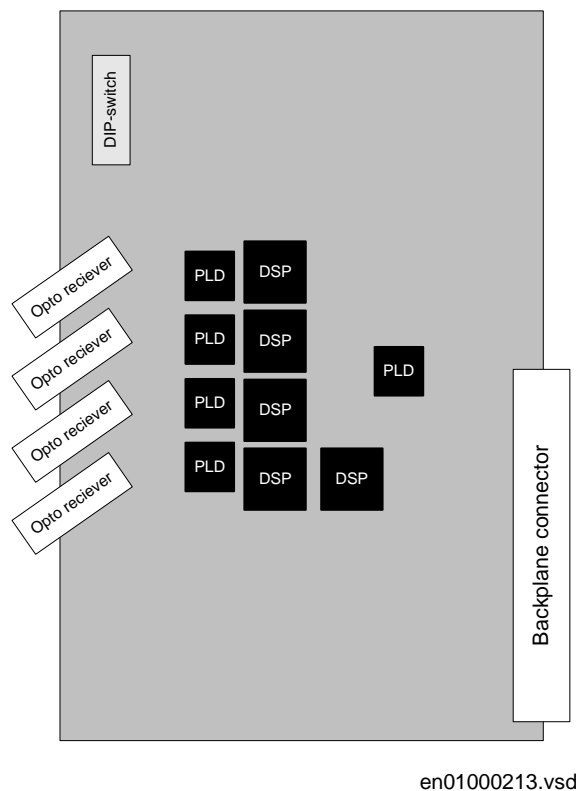 DIP-switch
Opto reciever
PLD
DSP
Opto reciever
PLD
DSP
PLD
Opto reciever
PLD
DSP
Opto reciever
PLD
DSP
DSP
Backplane connector
en01000213.vsd